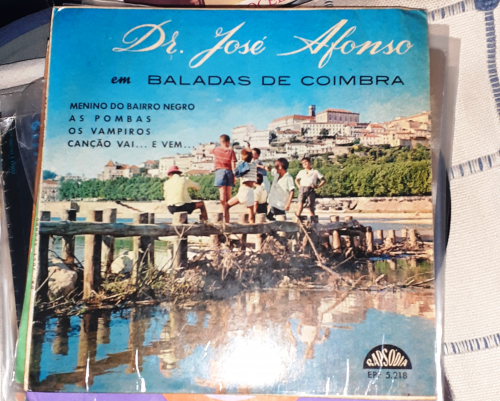 Dr. José Afonso
em BALADAS DE COIMBRA
MENINO DO BAIRRO NEGRO
AS POMBAS
OS VAMPIROS
CANÇÃO VAI... E VEM...
RAPSÓDIA
EPF 5.218